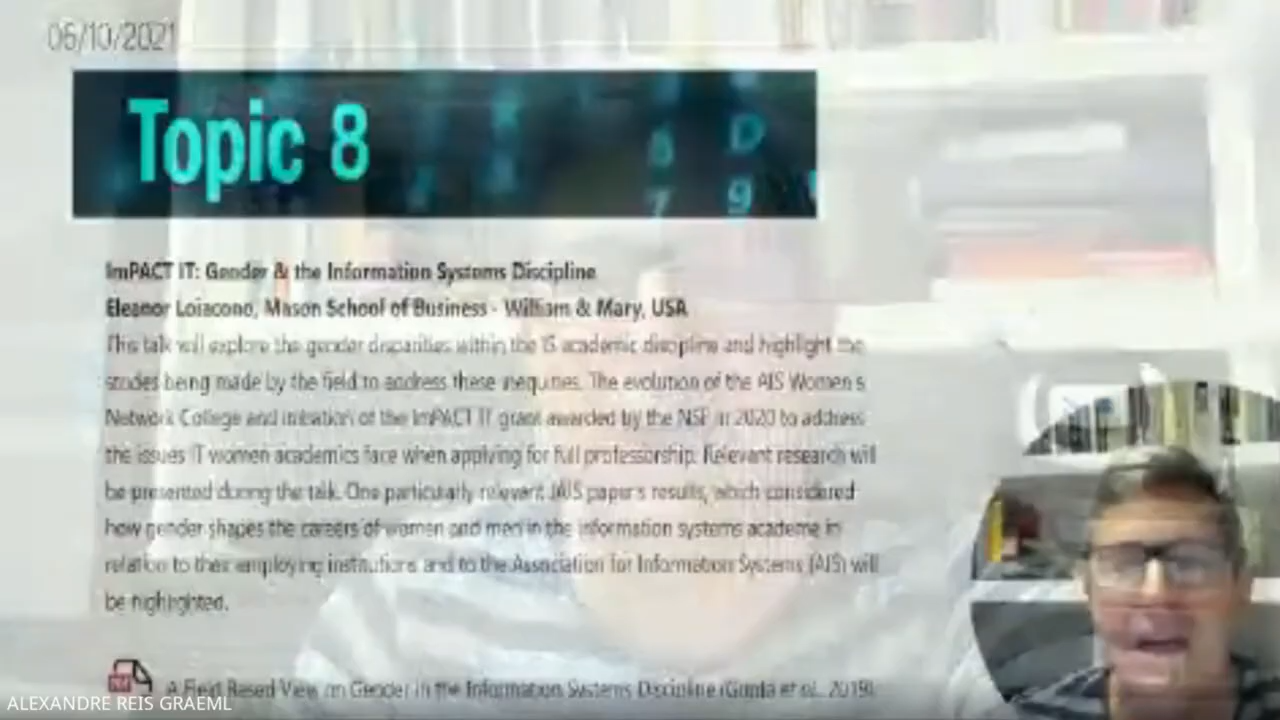 06/10/2021
Topic 8
6 D
7 9
ImPACT IT: Gender & the Information Systems Discipline
Eleanor Loiacono, Mason School of Business - William & Mary, USA
This talk will explore the gender disparities within the IS academic discipline and highlight the
strides being made by the field to address these inequities. The evolution of the AIS Women's
Network College and initiation of the ImPACT IT grant awarded by the NSF in 2020 to address
the issues IT women academics face when applying for full professorship. Relevant research will
be presented during the talk. One particularly relevant JAIS paper's results, which considered
how gender shapes the careers of women and men in the information systems academe in
relation to their employing institutions and to the Association for Information Systems (AIS) will
be highlighted.
A Field Based View on Gender in the Information Systems Discipline (Gupta et al., 2019).
ALEXANDRE REIS GRAEML